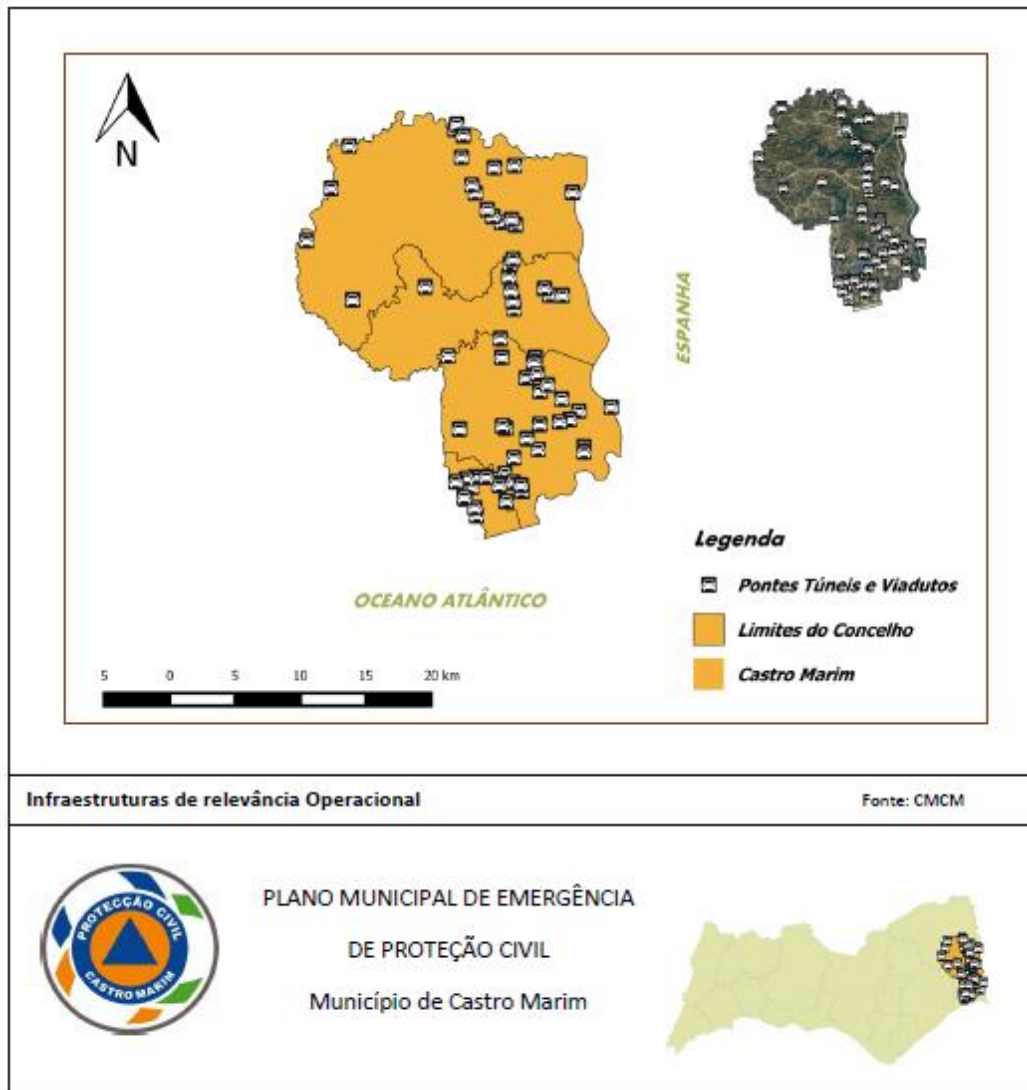 N
ESPANHA
OCEANO ATLÂNTICO
Legenda
Pontes Túneis e Viadutos
Limites do Concelho
Castro Marim
5 0 5 10 15 20 km
Infraestruturas de relevância Operacional
Fonte: CMCM
PROTECÇÃO CIVIL
CASTRO MARIM
PLANO MUNICIPAL DE EMERGÊNCIA
DE PROTEÇÃO CIVIL
Município de Castro Marim